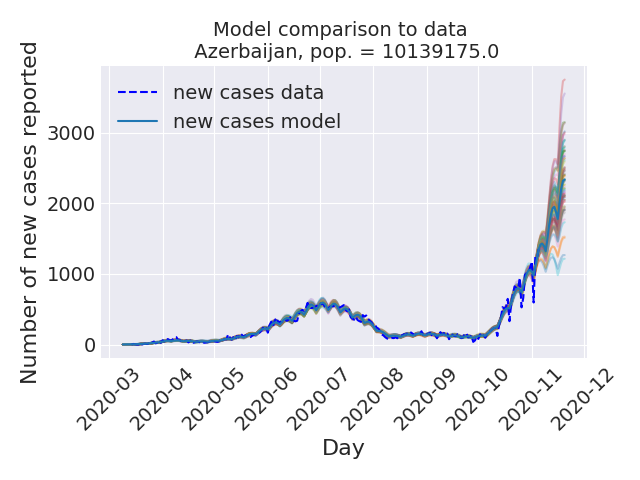 Model comparison to data
Azerbaijan, pop. = 10139175.0
Number of new cases reported
new cases data
new cases model
3000
2000
1000
0
2020-03
2020-04
2020-05
2020-06
2020-07
2020-08
2020-09
2020-10
2020-11
2020-12
Day